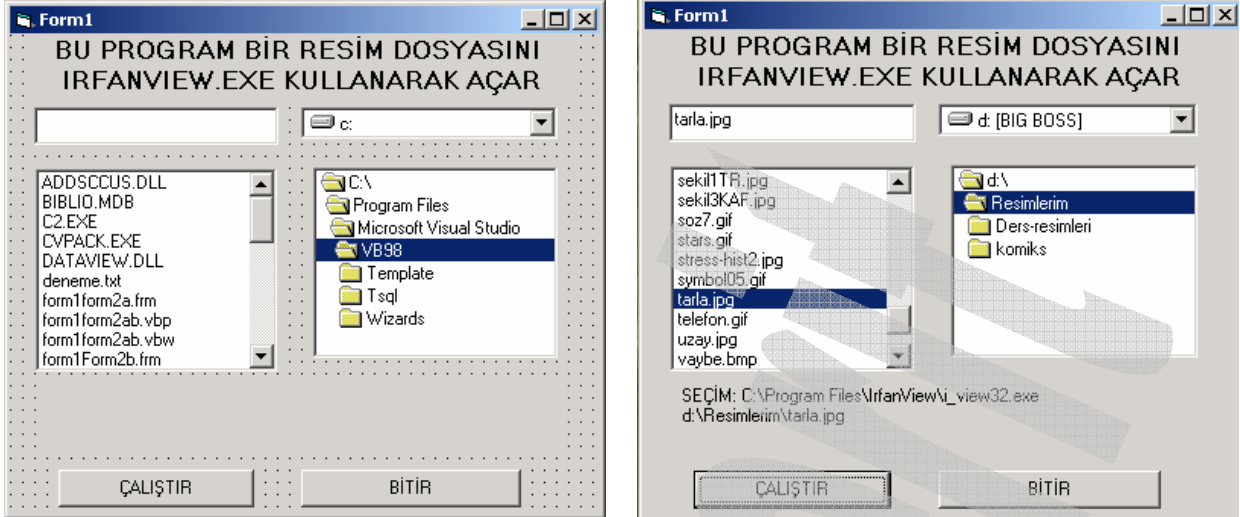 Form1
BU PROGRAM BİR RESİM DOSYASINI
IRFANVIEW.EXE KULLANARAK AÇAR
c:
ADDSCCUS.DLL
BIBLIO.MDB
C2.EXE
CVPACK.EXE
DATAVIEW.DLL
deneme.txt
form1form2a.frm
form1form2ab.vbp
form1form2ab.vbw
form1Form2b.frm
C:\
Program Files
Microsoft Visual Studio
VB98
Template
Tsql
Wizards
ÇALIŞTIR
BİTİR
Form1
BU PROGRAM BİR RESİM DOSYASINI
IRFANVIEW.EXE KULLANARAK AÇAR
tarla.jpg
d: [BIG BOSS]
sekil1TR.jpg
sekil3KAF.jpg
soz7.gif
stars.gif
stress-hist2.jpg
symbol05.gif
tarla.jpg
telefon.gif
uzay.jpg
vaybe.bmp
d:\
Resimlerim
Ders-resimleri
komiks
SEÇİM: C:\Program Files\IrfanView\i_view32.exe
d:\Resimlerim\tarla.jpg
ÇALIŞTIR
BİTİR